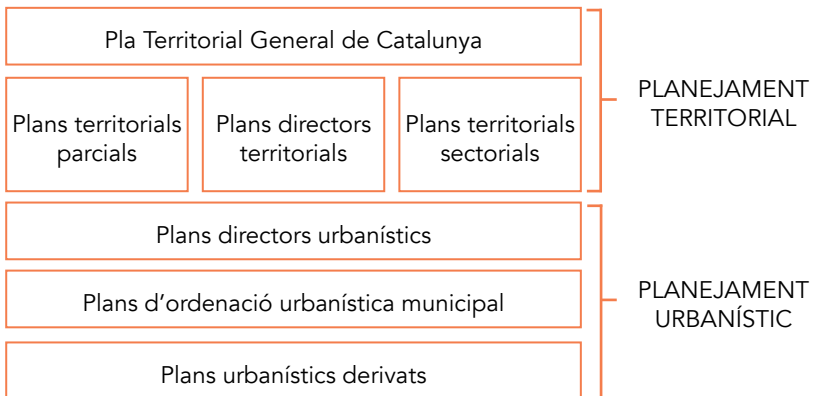 Pla Territorial General de Catalunya
Plans territorials
parcials
Plans directors
territorials
Plans territorials
sectorials
PLANEJAMENT
TERRITORIAL
Plans directors urbanístics
Plans d’ordenació urbanística municipal
Plans urbanístics derivats
PLANEJAMENT
URBANÍSTIC